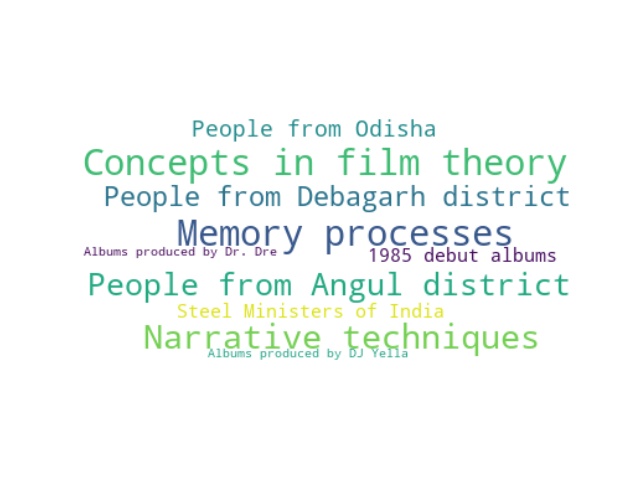 People from Odisha
Concepts in film theory
People from Debagarh district
Memory processes
Albums produced by Dr. Dre
1985 debut albums
People from Angul district
Steel Ministers of India
Narrative techniques
Albums produced by DJ Yella